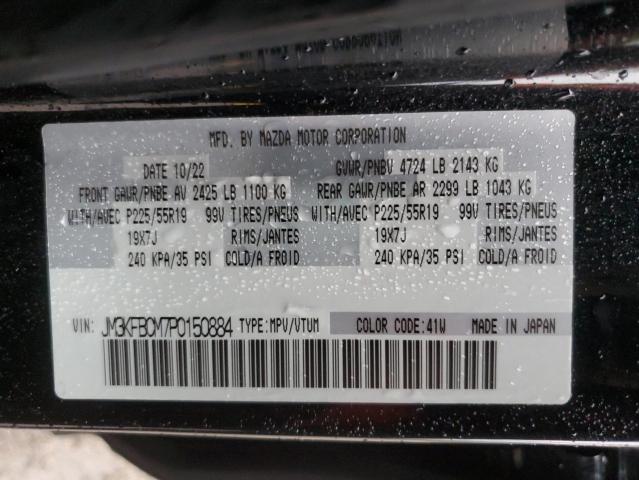 MFD. BY MAZDA MOTOR CORPORATION
DATE 10/22 GVWR/PNBV 4724 LB 2143 KG
FRONT GAWR/PNBE AV 2425 LB 1100 KG REAR GAWR/PNBE AR 2299 LB 1043 KG
WITH/AVEC P225/55R19 99V TIRES/PNEUS WITH/AVEC P225/55R19 99V TIRES/PNEUS
19X7J RIMS/JANTES 19X7J RIMS/JANTES
240 KPA/35 PSI COLD/A FROID 240 KPA/35 PSI COLD/A FROID
VIN: JM3KFBCM7P0150884 TYPE:MPV/VTUM COLOR CODE:41W MADE IN JAPAN